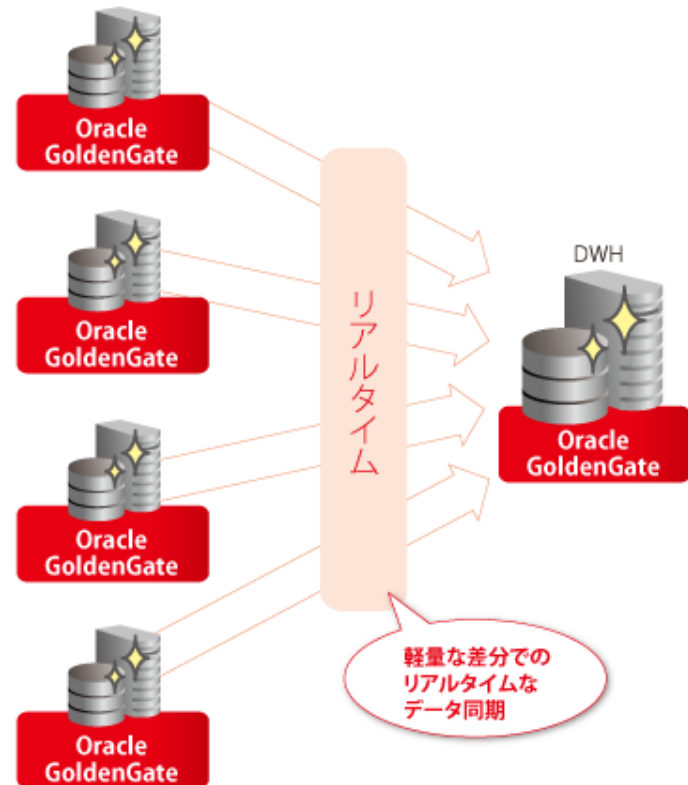 Oracle
GoldenGate
Oracle
GoldenGate
Oracle
GoldenGate
Oracle
GoldenGate
リアルタイム
DWH
Oracle
GoldenGate
軽量な差分での
リアルタイムな
データ同期